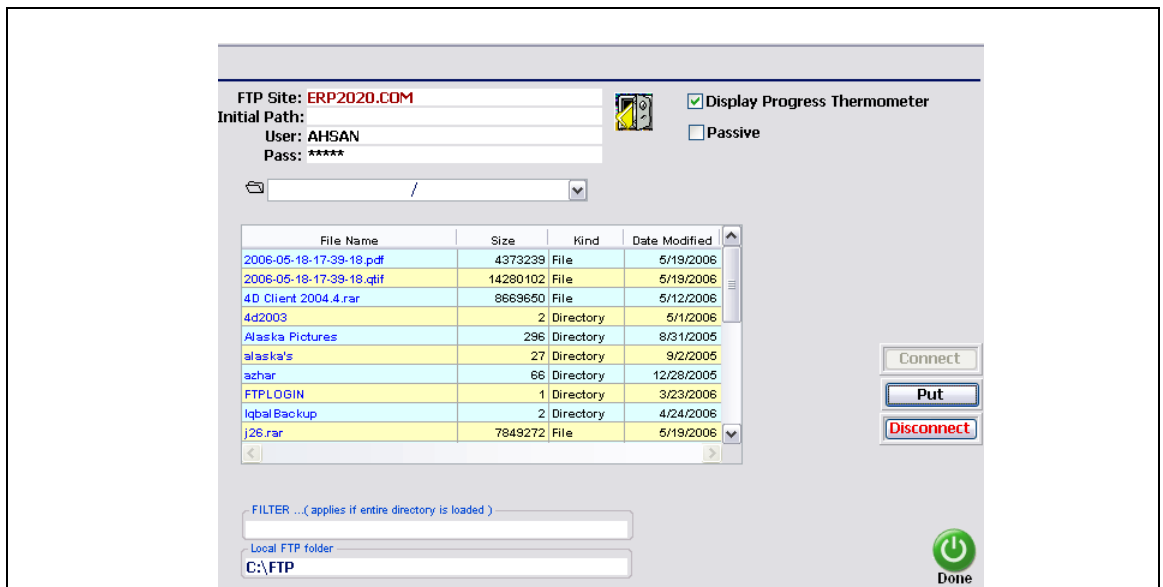 FTP Site: ERP2020.COM
Initial Path:
User: AHSAN
Pass: *****
Display Progress Thermometer
Passive
/
File Name Size Kind Date Modified
2006-05-18-17-39-18.pdf 4373239 File 5/19/2006
2006-05-18-17-39-18.qtif 14280102 File 5/19/2006
4D Client 2004.4.rar 8669650 File 5/12/2006
4d2003 2 Directory 5/1/2006
Alaska Pictures 296 Directory 8/31/2005
alaska's 27 Directory 9/2/2005
azhar 66 Directory 12/28/2005
FTPLOGIN 1 Directory 3/23/2006
Iqbal Backup 2 Directory 4/24/2006
j26.rar 7849272 File 5/19/2006
Connect
Put
Disconnect
FILTER ...( applies if entire directory is loaded )
Local FTP folder
C:\FTP
Done